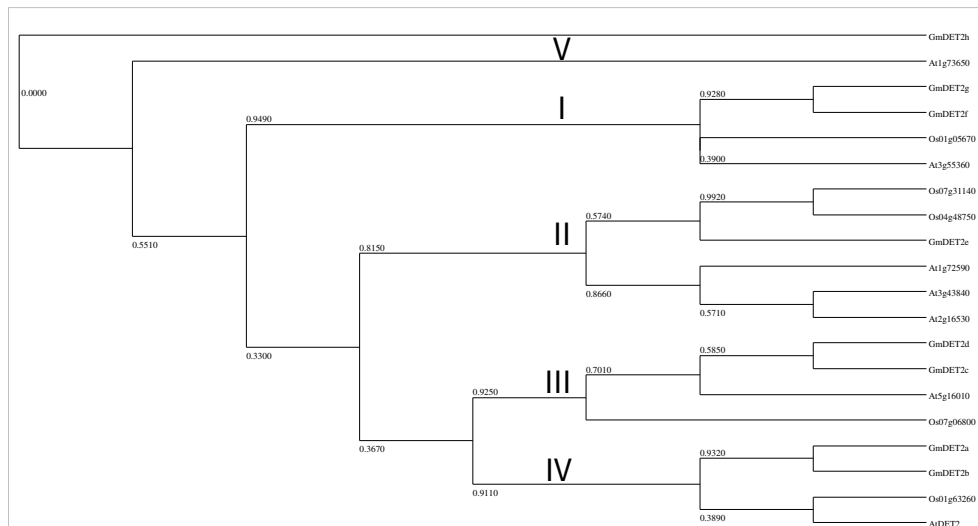 GmDET2h
V
At1g73650
GmDET2g
0.0000
0.9280
I
GmDET2f
0.9490
Os01g05670
0.3900
At3g55360
Os07g31140
0.9920
0.5740
Os04g48750
II
GmDET2e
0.5510
0.8150
At1g72590
0.8660
At3g43840
0.5710
At2g16530
GmDET2d
0.5850
0.3300
GmDET2c
0.7010
III
0.9250
At5g16010
Os07g06800
0.3670
GmDET2a
0.9320
IV
GmDET2b
0.9110
Os01g63260
0.3890
AtDET2